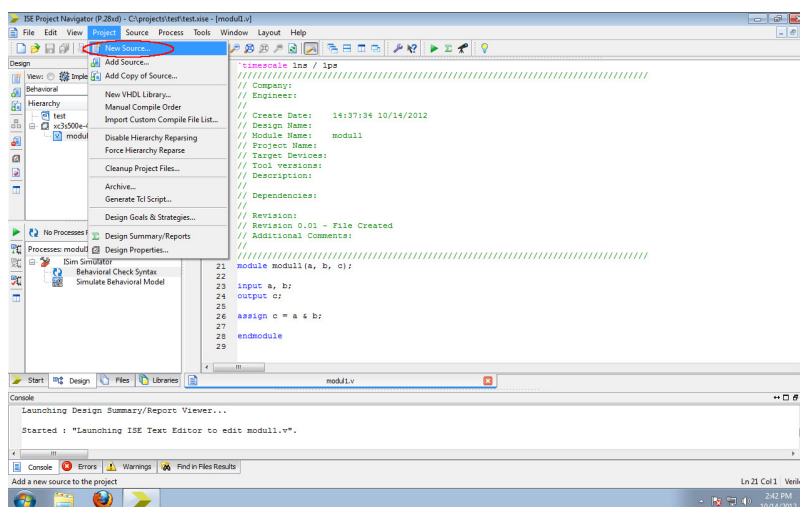 ISE Project Navigator (P.28xd) - C:\projects\test\test.xise - [modul1.v]
File Edit View Project Source Process Tools Window Layout Help
New Source...
Add Source...
Add Copy of Source...
New VHDL Library...
Manual Compile Order
Import Custom Compile File List...
Disable Hierarchy Reparsing
Force Hierarchy Reparse
Cleanup Project Files...
Archive...
Generate Tcl Script...
Design Goals & Strategies...
Design Summary/Reports
Design Properties...
Design
View: Imple
Behavioral
Hierarchy
test
xc3s500e-4
modul
No Processes R
Processes: modul1
ISim Simulator
Behavioral Check Syntax
Simulate Behavioral Model
`timescale 1ns / 1ps
//////////////////////////////////////////////////////////////////////////////////
// Company:
// Engineer:
//
// Create Date: 14:37:34 10/14/2012
// Design Name:
// Module Name: modul1
// Project Name:
// Target Devices:
// Tool versions:
// Description:
//
// Dependencies:
//
// Revision:
// Revision 0.01 - File Created
// Additional Comments:
//
//////////////////////////////////////////////////////////////////////////////////
21 module modul1(a, b, c);
22
23 input a, b;
24 output c;
25
26 assign c = a & b;
27
28 endmodule
29
Start Design Files Libraries modul1.v
Console
Launching Design Summary/Report Viewer...
Started : "Launching ISE Text Editor to edit modul1.v".
Console Errors Warnings Find in Files Results
Add a new source to the project Ln 21 Col 1 Veril
2:42 PM
10/14/2012